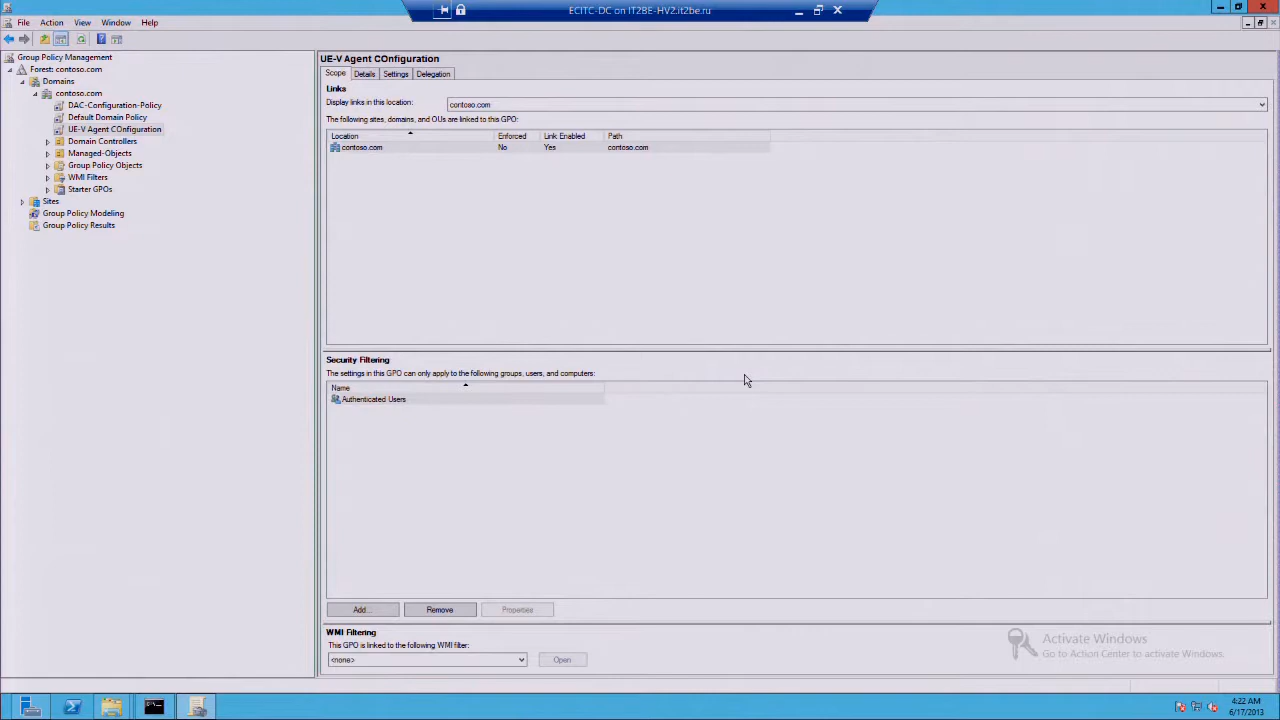 ECITC-DC on IT2BE-HV2.it2be.ru
File Action View Window Help
Group Policy Management
Forest: contoso.com
Domains
contoso.com
DAC-Configuration-Policy
Default Domain Policy
UE-V Agent COnfiguration
Domain Controllers
Managed-Objects
Group Policy Objects
WMI Filters
Starter GPOs
Sites
Group Policy Modeling
Group Policy Results
UE-V Agent COnfiguration
Scope Details Settings Delegation
Links
Display links in this location: contoso.com
The following sites, domains, and OUs are linked to this GPO:
Location Enforced Link Enabled Path
contoso.com No Yes contoso.com
Security Filtering
The settings in this GPO can only apply to the following groups, users, and computers:
Name
Authenticated Users
Add... Remove Properties
WMI Filtering
This GPO is linked to the following WMI filter:
<none> Open
Activate Windows
Go to Action Center to activate Windows.
4:22 AM
6/17/2013